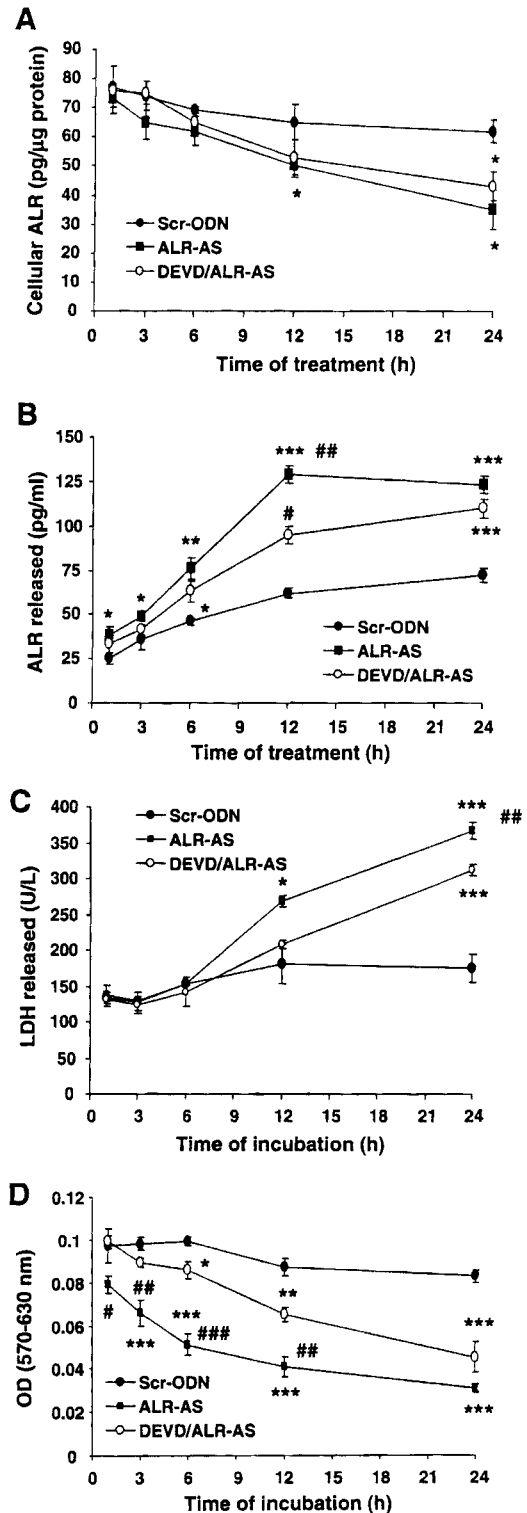 A
90
80
70
60
50
40
30
20
10
0
Cellular ALR (pg/µg protein)
*
*
*
Scr-ODN
ALR-AS
DEVD/ALR-AS
0 3 6 9 12 15 18 21 24
Time of treatment (h)
B
150
125
100
75
50
25
0
ALR released (pg/ml)
*** ##
***
#
***
**
* *
*
Scr-ODN
ALR-AS
DEVD/ALR-AS
0 3 6 9 12 15 18 21 24
Time of treatment (h)
C
400
350
300
250
200
150
100
50
0
LDH released (U/L)
Scr-ODN
ALR-AS
DEVD/ALR-AS
*** ##
*
***
0 3 6 9 12 15 18 21 24
Time of incubation (h)
D
0.12
0.1
0.08
0.06
0.04
0.02
0
OD (570-630 nm)
*
##
**
#
***
***
###
***
##
***
***
Scr-ODN
ALR-AS
DEVD/ALR-AS
0 3 6 9 12 15 18 21 24
Time of incubation (h)